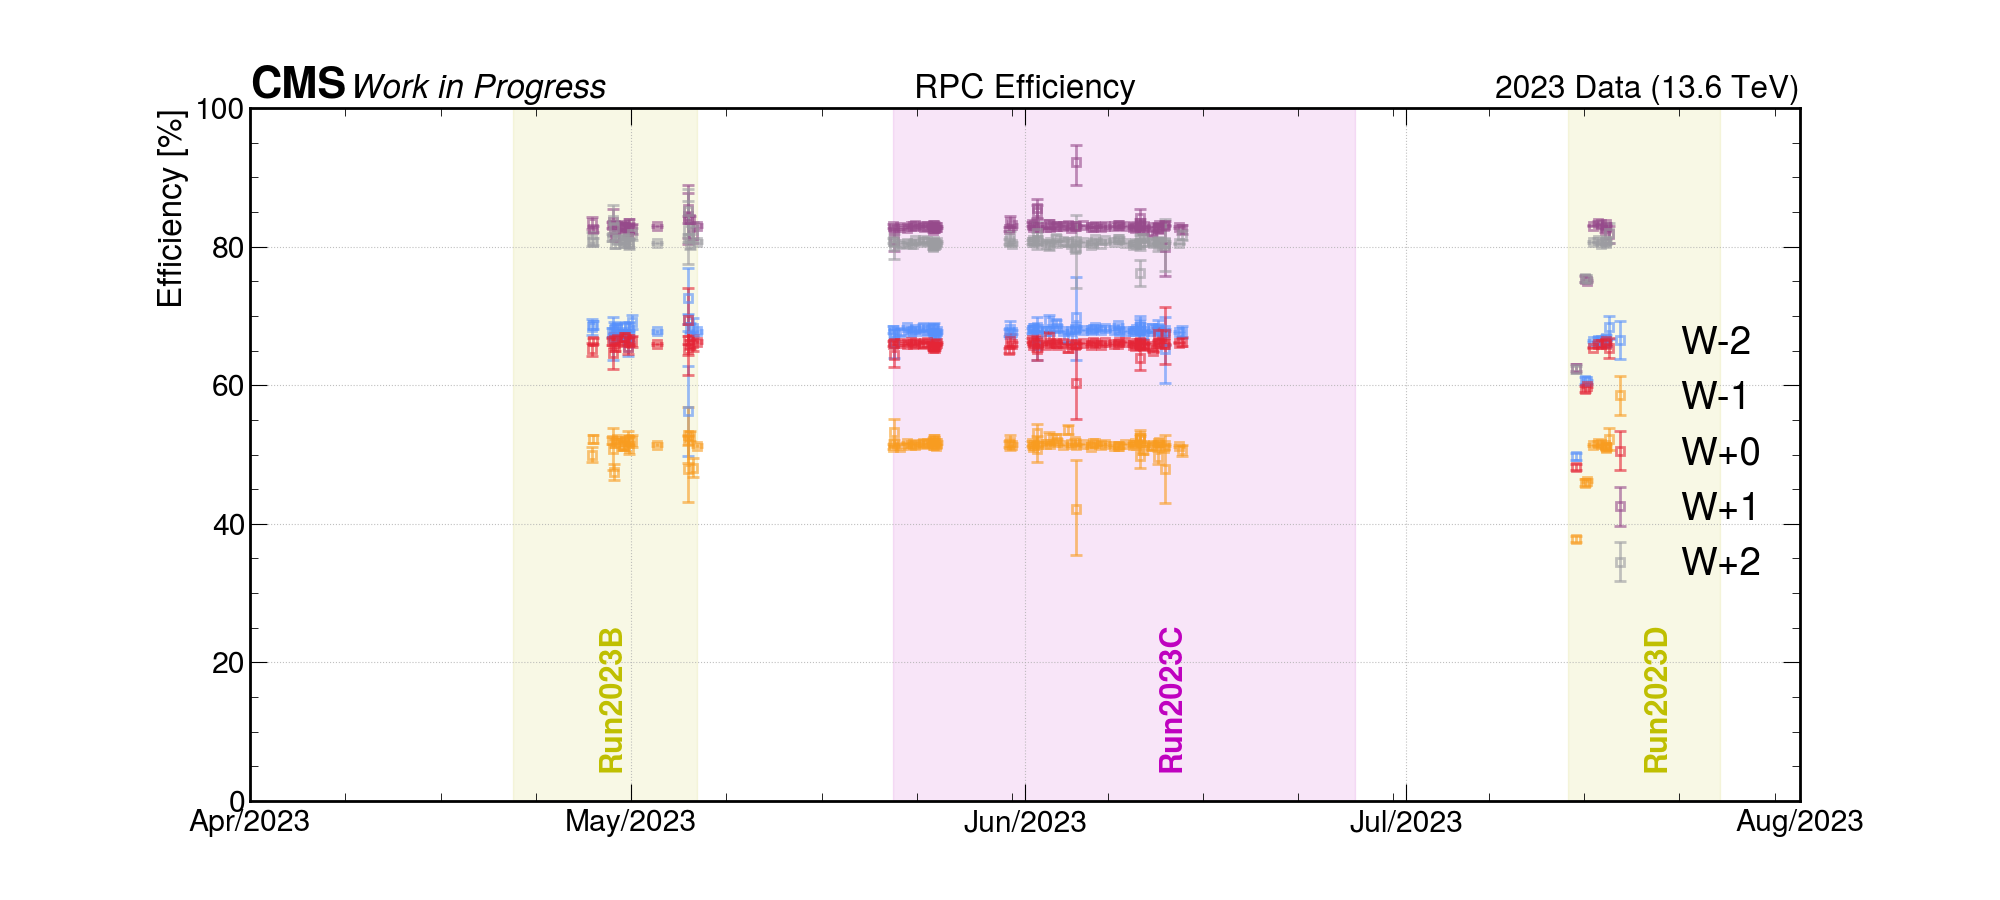 CMS Work in Progress RPC Efficiency 2023 Data (13.6 TeV)
Efficiency [%]
100
80
60
40
20
0
W-2
W-1
W+0
W+1
W+2
Run2023B
Run2023C
Run2023D
Apr/2023 May/2023 Jun/2023 Jul/2023 Aug/2023